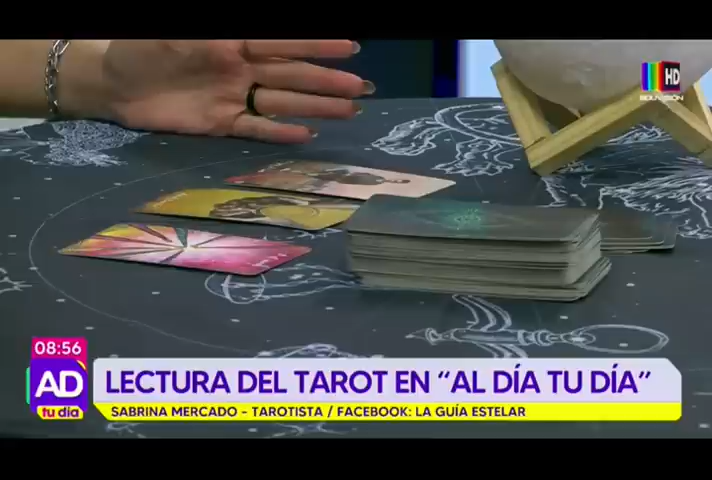 HD
BOLIVISIÓN
08:56
AD
tu día
LECTURA DEL TAROT EN “AL DÍA TU DÍA”
SABRINA MERCADO - TAROTISTA / FACEBOOK: LA GUÍA ESTELAR